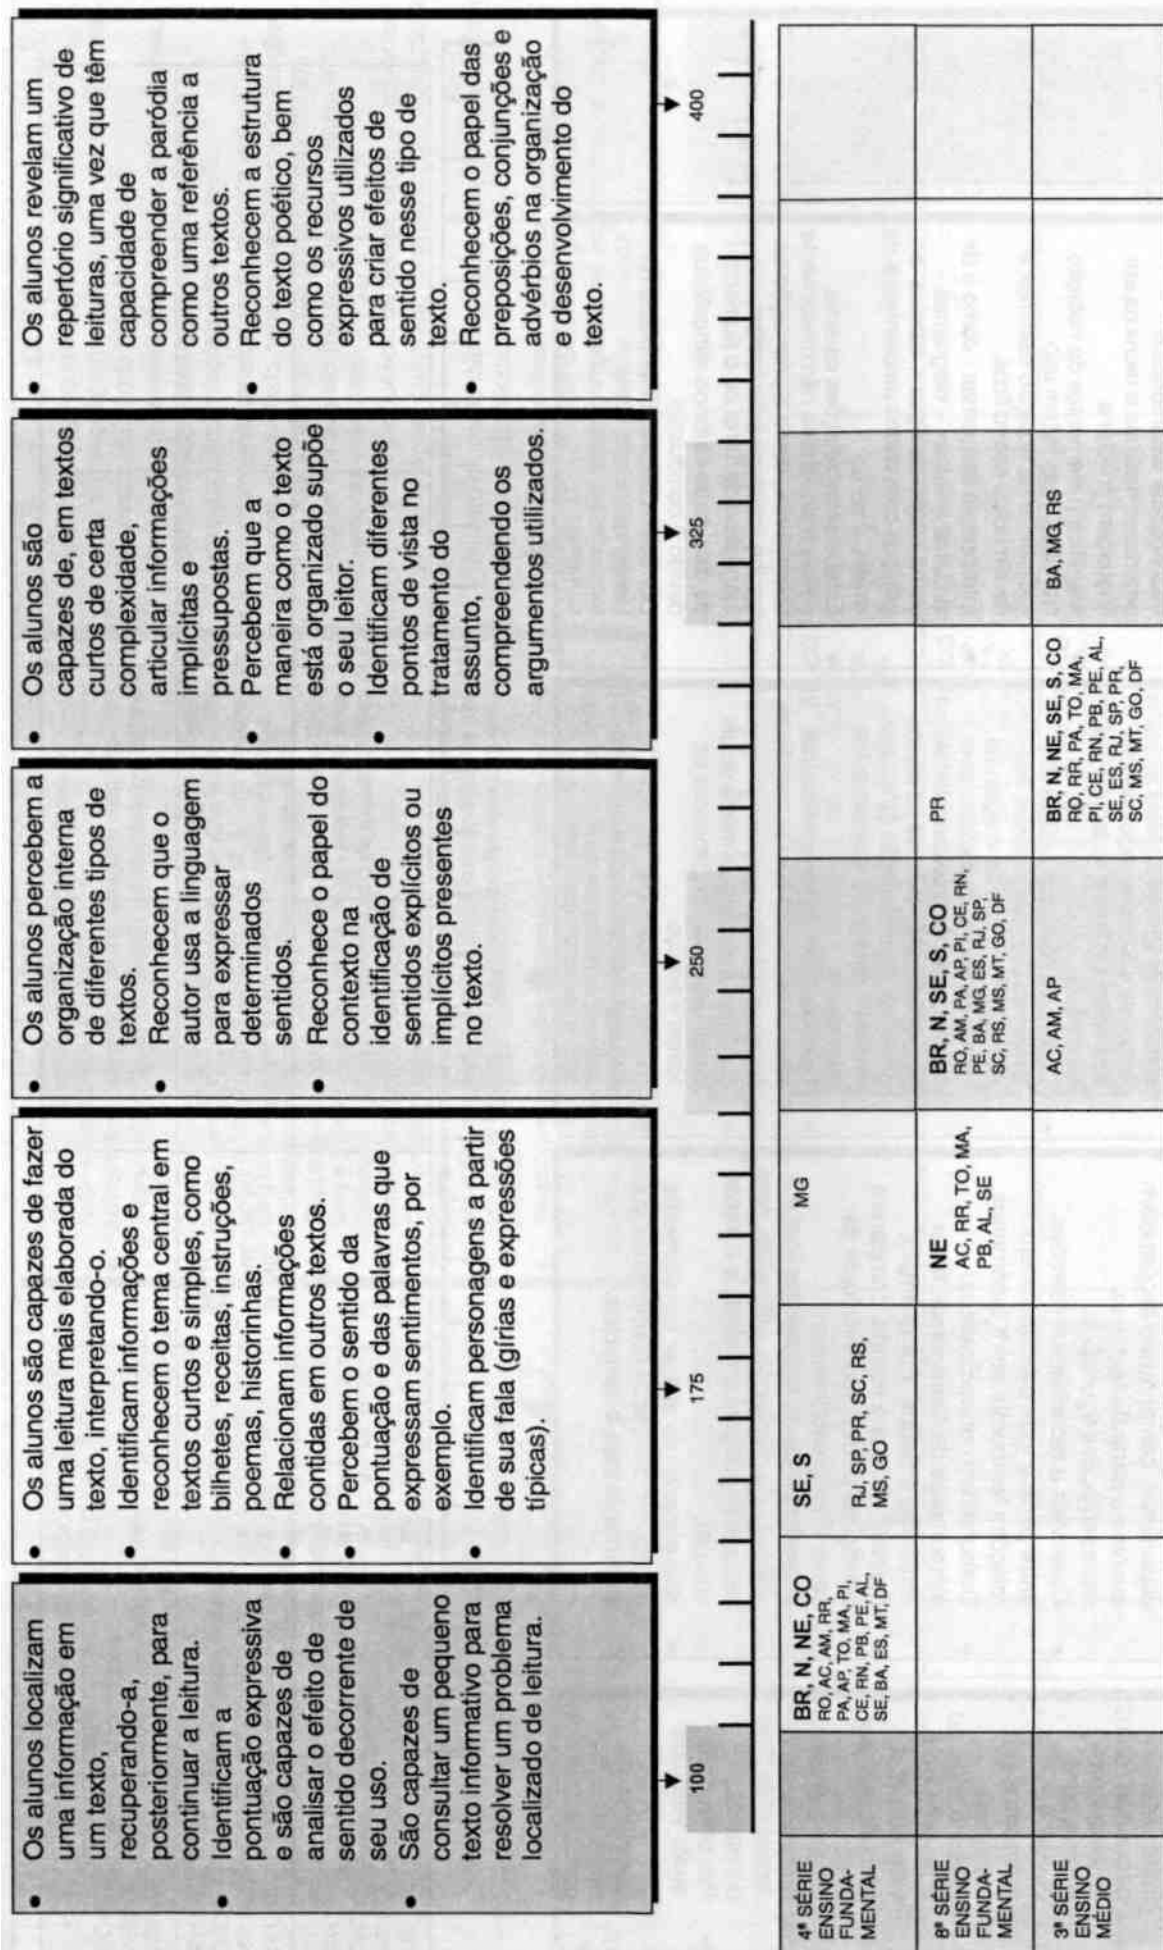 • Os alunos localizam
uma informação em
um texto,
recuperando-a,
posteriormente, para
continuar a leitura.
• Identificam a
pontuação expressiva
e são capazes de
analisar o efeito de
sentido decorrente de
seu uso.
• São capazes de
consultar um pequeno
texto informativo para
resolver um problema
localizado de leitura.
• Os alunos são capazes de fazer
uma leitura mais elaborada do
texto, interpretando-o.
• Identificam informações e
reconhecem o tema central em
textos curtos e simples, como
bilhetes, receitas, instruções,
poemas, historinhas.
• Relacionam informações
contidas em outros textos.
• Percebem o sentido da
pontuação e das palavras que
expressam sentimentos, por
exemplo.
• Identificam personagens a partir
de sua fala (gírias e expressões
típicas).
• Os alunos percebem a
organização interna
de diferentes tipos de
textos.
• Reconhecem que o
autor usa a linguagem
para expressar
determinados
sentidos.
• Reconhece o papel do
contexto na
identificação de
sentidos explícitos ou
implícitos presentes
no texto.
• Os alunos são
capazes de, em textos
curtos de certa
complexidade,
articular informações
implícitas e
pressupostas.
• Percebem que a
maneira como o texto
está organizado supõe
o seu leitor.
• Identificam diferentes
pontos de vista no
tratamento do
assunto,
compreendendo os
argumentos utilizados.
• Os alunos revelam um
repertório significativo de
leituras, uma vez que têm
capacidade de
compreender a paródia
como uma referência a
outros textos.
• Reconhecem a estrutura
do texto poético, bem
como os recursos
expressivos utilizados
para criar efeitos de
sentido nesse tipo de
texto.
• Reconhecem o papel das
preposições, conjunções e
advérbios na organização
e desenvolvimento do
texto.
100
175
250
325
400
4ª SÉRIE
ENSINO
FUNDA-
MENTAL
BR, N, NE, CO
RO, AC, AM, RR,
PA, AP, TO, MA, PI,
CE, RN, PB, PE, AL,
SE, BA, ES, MT, DF
SE, S
RJ, SP, PR, SC, RS,
MS, GO
MG
8ª SÉRIE
ENSINO
FUNDA-
MENTAL
NE
AC, RR, TO, MA,
PB, AL, SE
BR, N, SE, S, CO
RO, AM, PA, AP, PI, CE, RN,
PE, BA, MG, ES, RJ, SP,
SC, RS, MS, MT, GO, DF
PR
3ª SÉRIE
ENSINO
MÉDIO
AC, AM, AP
BR, N, NE, SE, S, CO
RO, RR, PA, TO, MA,
PI, CE, RN, PB, PE, AL,
SE, ES, RJ, SP, PR,
SC, MS, MT, GO, DF
BA, MG, RS